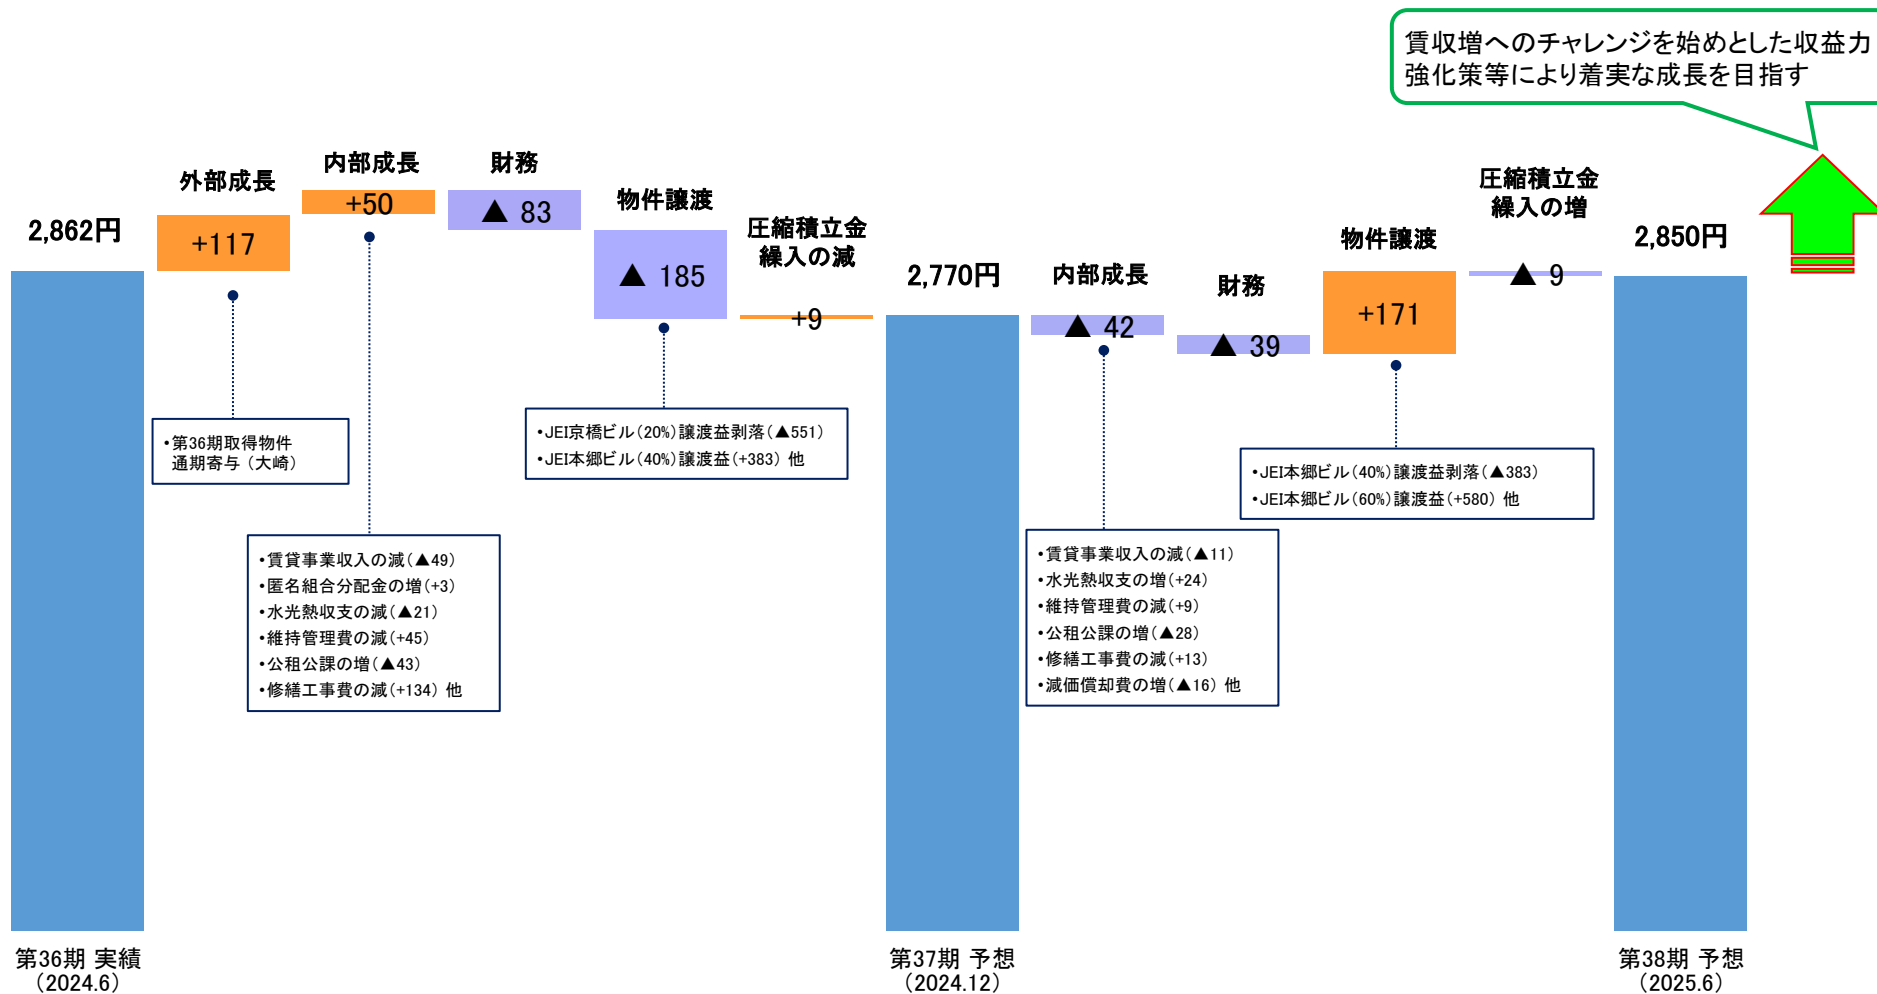 賃収増へのチャレンジを始めとした収益力
強化策等により着実な成長を目指す
2,862円
外部成長
+117
内部成長
+50
財務
▲ 83
物件譲渡
▲ 185
圧縮積立金
繰入の減
+9
2,770円
内部成長
▲ 42
財務
▲ 39
物件譲渡
+171
圧縮積立金
繰入の増
▲ 9
2,850円
・第36期取得物件
通期寄与（大崎）
・賃貸事業収入の減（▲49）
・匿名組合分配金の増（+3）
・水光熱収支の減（▲21）
・維持管理費の減（+45）
・公租公課の増（▲43）
・修繕工事費の減（+134）他
・JEI京橋ビル（20%）譲渡益剥落（▲551）
・JEI本郷ビル（40%）譲渡益（+383）他
・賃貸事業収入の減（▲11）
・水光熱収支の増（+24）
・維持管理費の減（+9）
・公租公課の増（▲28）
・修繕工事費の減（+13）
・減価償却費の増（▲16）他
・JEI本郷ビル（40%）譲渡益剥落（▲383）
・JEI本郷ビル（60%）譲渡益（+580）他
第36期 実績
（2024.6）
第37期 予想
（2024.12）
第38期 予想
（2025.6）